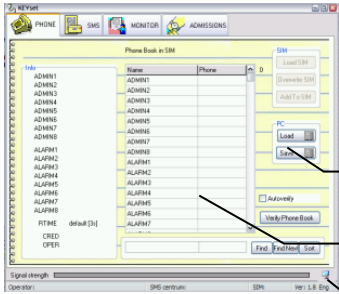 KEYset
PHONE SMS MONITOR ADMISSIONS
Phone Book in SIM
Info
ADMIN1
ADMIN2
ADMIN3
ADMIN4
ADMIN5
ADMIN6
ADMIN7
ADMIN8
ALARM1
ALARM2
ALARM3
ALARM4
ALARM5
ALARM6
ALARM7
ALARM8
RTIME default [3s]
CRED
OPER
Name Phone
ADMIN1
ADMIN2
ADMIN3
ADMIN4
ADMIN5
ADMIN6
ADMIN7
ADMIN8
ALARM1
ALARM2
ALARM3
ALARM4
ALARM5
ALARM6
ALARM7
0
SIM
Load SIM
Overwrite SIM
Add To SIM
PC
Load
Save
Autoverify
Verify Phone Book
Find Find Next Sort
Signal strength
Operator: SMS centrum: SIM: Ver: 1.8 Eng